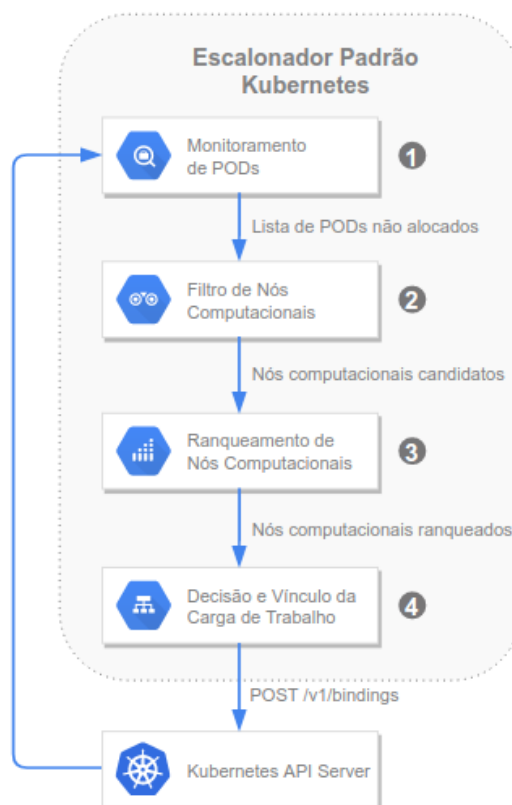 Escalonador Padrão
Kubernetes
Monitoramento
de PODs
1
Lista de PODs não alocados
Filtro de Nós
Computacionais
2
Nós computacionais candidatos
Ranqueamento de
Nós Computacionais
3
Nós computacionais ranqueados
Decisão e Vínculo da
Carga de Trabalho
4
POST /v1/bindings
Kubernetes API Server